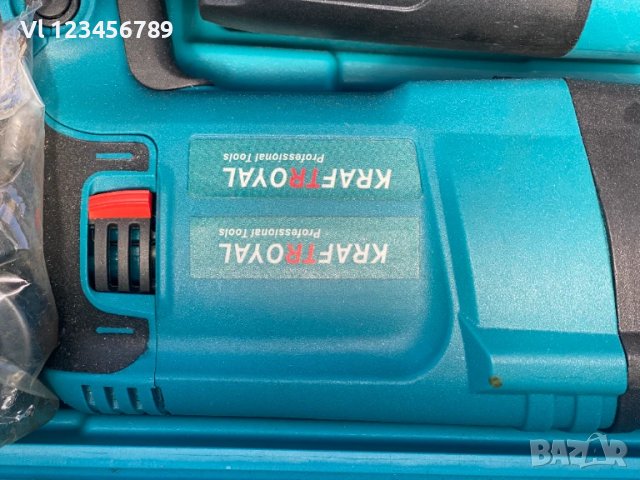 Vl 123456789
KRAFTROYAL
Professional Tools
KRAFTROYAL
Professional Tools
BAZAR